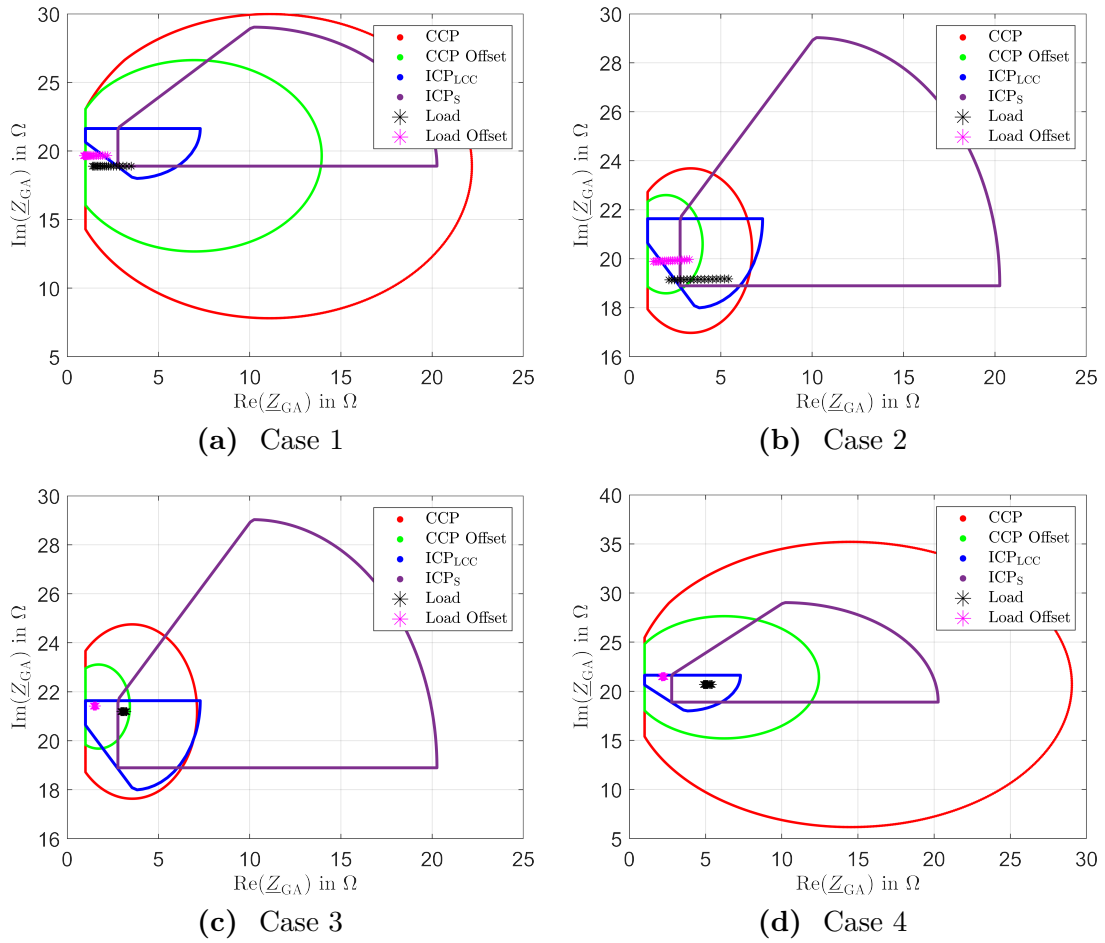 30
25
20
15
10
5
0 5 10 15 20 25
Im(Z_GA) in Ω
Re(Z_GA) in Ω
CCP
CCP Offset
ICP_LCC
ICP_S
Load
Load Offset
(a) Case 1
30
28
26
24
22
20
18
16
0 5 10 15 20 25
Im(Z_GA) in Ω
Re(Z_GA) in Ω
CCP
CCP Offset
ICP_LCC
ICP_S
Load
Load Offset
(b) Case 2
30
28
26
24
22
20
18
16
0 5 10 15 20 25
Im(Z_GA) in Ω
Re(Z_GA) in Ω
CCP
CCP Offset
ICP_LCC
ICP_S
Load
Load Offset
(c) Case 3
40
35
30
25
20
15
10
5
0 5 10 15 20 25 30
Im(Z_GA) in Ω
Re(Z_GA) in Ω
CCP
CCP Offset
ICP_LCC
ICP_S
Load
Load Offset
(d) Case 4